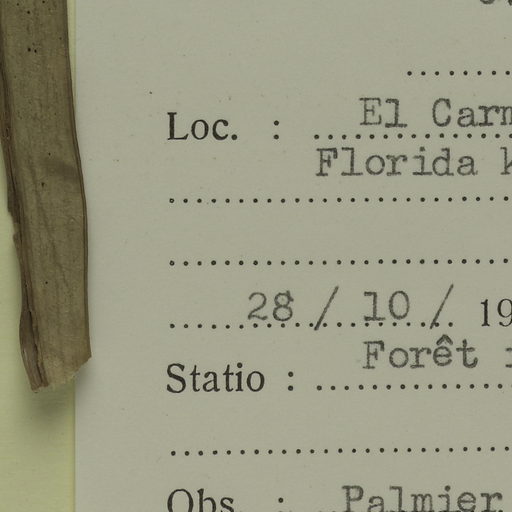 Loc. : El Carm
Florida k
28 / 10 / 19
Statio : Forêt
Obs. : Palmier